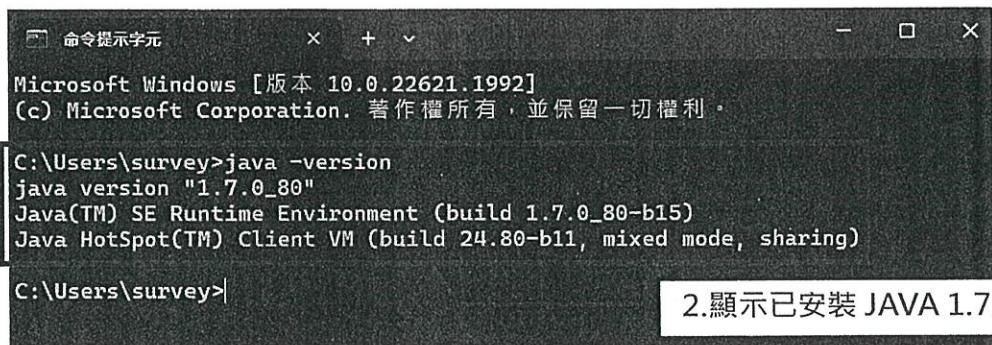 命令提示字元
Microsoft Windows [版本 10.0.22621.1992]
(c) Microsoft Corporation. 著作權所有，並保留一切權利。
C:\Users\survey>java -version
java version "1.7.0_80"
Java(TM) SE Runtime Environment (build 1.7.0_80-b15)
Java HotSpot(TM) Client VM (build 24.80-b11, mixed mode, sharing)
C:\Users\survey>
2.顯示已安裝 JAVA 1.7